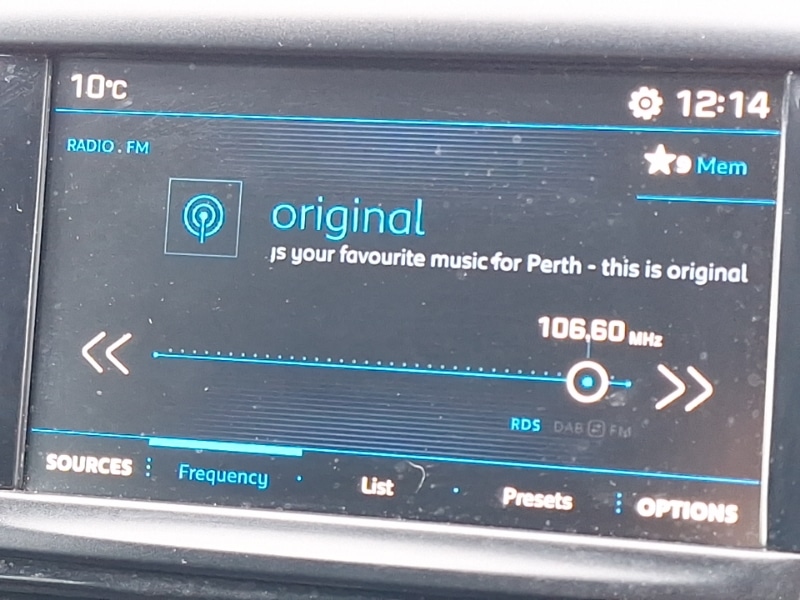 10°C
12:14
RADIO . FM
9 Mem
original
is your favourite music for Perth - this is original
106.60 MHz
RDS DAB FM
SOURCES Frequency List Presets OPTIONS